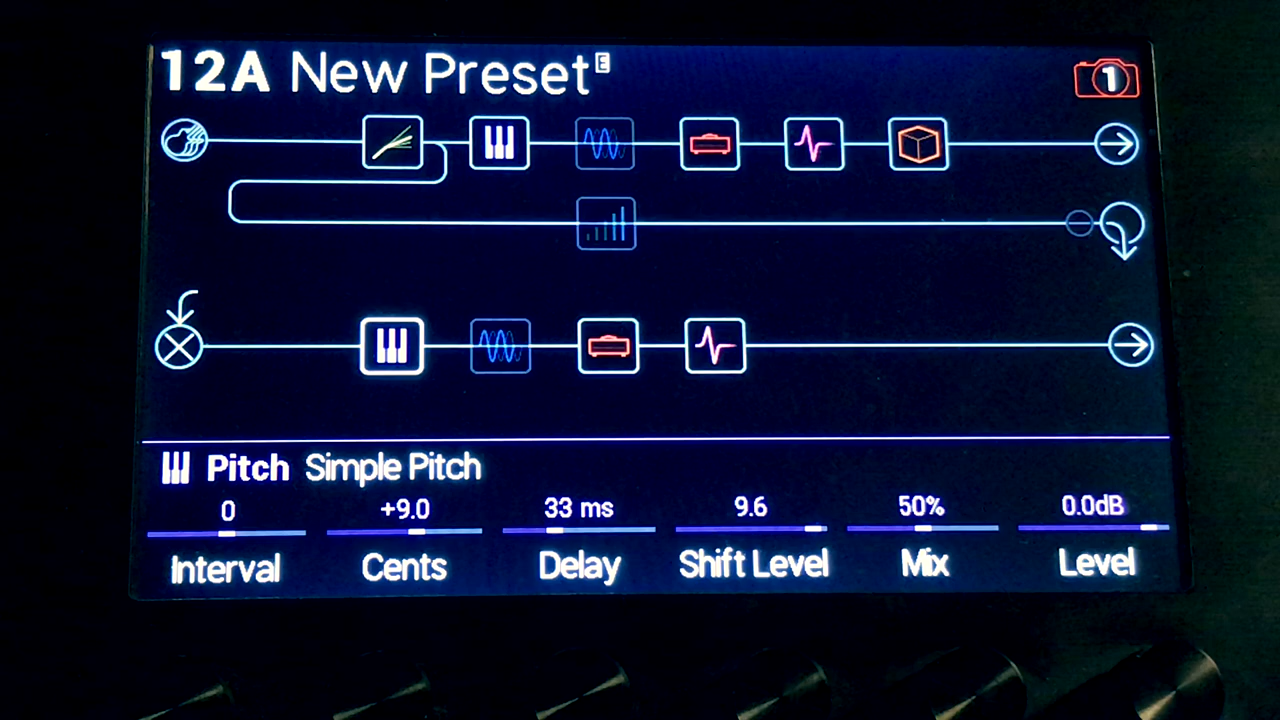 12A New Preset E
1
Pitch Simple Pitch
0 +9.0 33 ms 9.6 50% 0.0dB
Interval Cents Delay Shift Level Mix Level